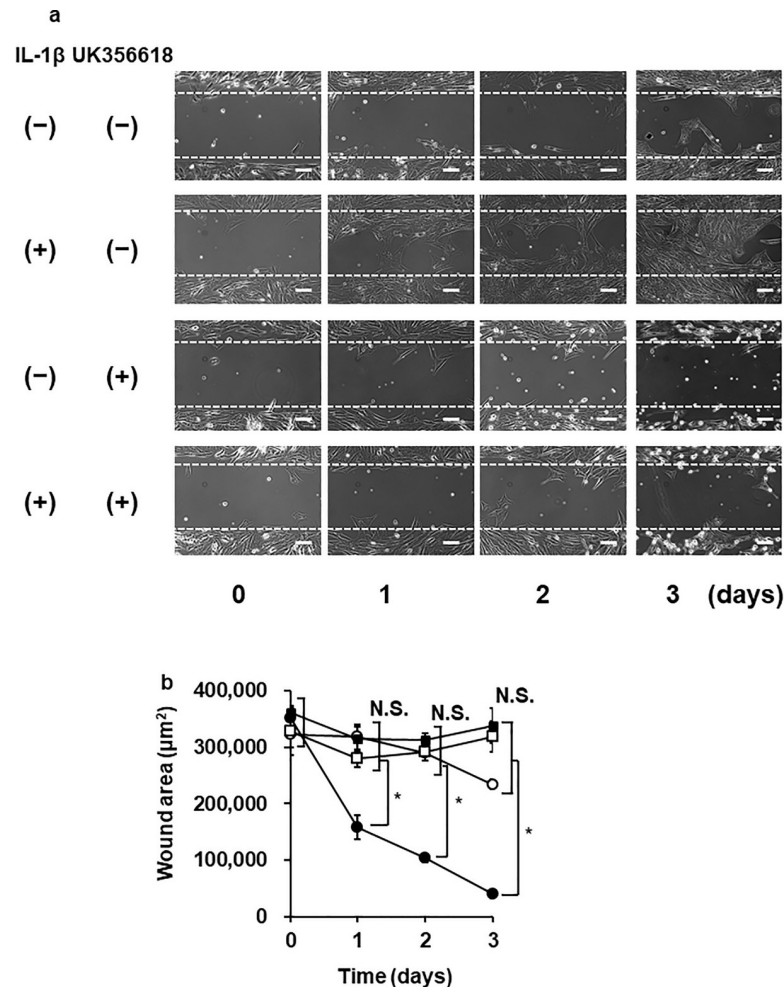 a
IL-1β UK356618
(−) (−)
(+) (−)
(−) (+)
(+) (+)
0 1 2 3 (days)
b
400,000
300,000
200,000
100,000
0
Wound area (µm²)
N.S.
N.S.
N.S.
*
*
*
0 1 2 3
Time (days)